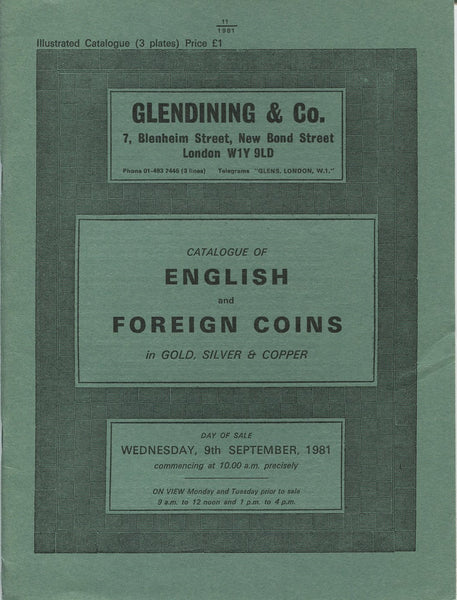 11
1981
Illustrated Catalogue (3 plates) Price £1
GLENDINING & Co.
7, Blenheim Street, New Bond Street
London W1Y 9LD
Phone 01-493 2445 (3 lines) Telegrams "GLENS, LONDON, W.1."
CATALOGUE OF
ENGLISH
and
FOREIGN COINS
in GOLD, SILVER & COPPER
DAY OF SALE
WEDNESDAY, 9th SEPTEMBER, 1981
commencing at 10.00 a.m. precisely
ON VIEW Monday and Tuesday prior to sale
9 a.m. to 12 noon and 1 p.m. to 4 p.m.